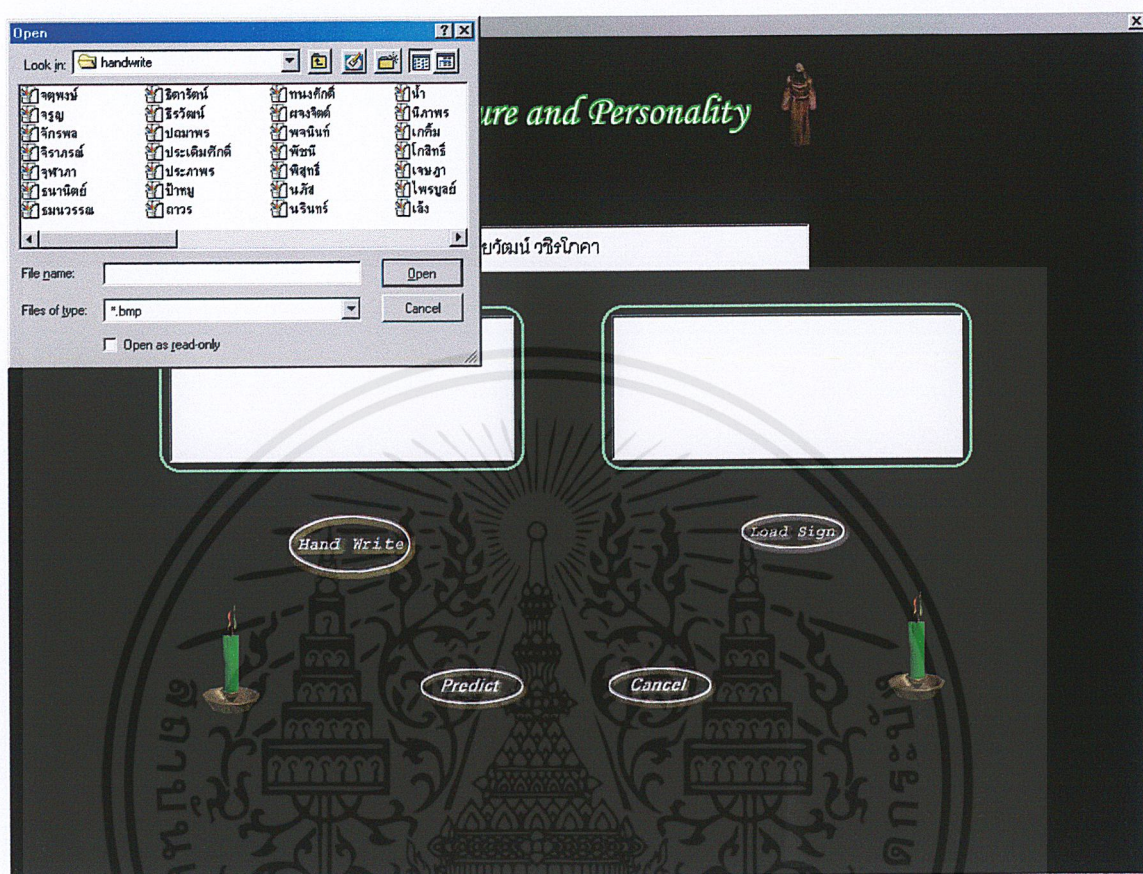 Open
Look in: handwrite
จตุพงษ์ ธิดารัตน์ ทนงศักดิ์ น้ำ
จรูญ ธีรวัฒน์ ผจงจิตต์ นิภาพร
จักรพล ปฌาพร พจนินท์ เกคิ้ม
จิราภรณ์ ประเดิมศักดิ์ พัชนี โกสิทธิ์
จุฬาภา ประภาพร พิสุทธิ์ เจษฎา
ธนานิตย์ ป้าหมู นภัส ไพรบูลย์
ธมนวรรณ ถาวร นรินทร์ เล้ง
File name:
Open
Files of type: *.bmp
Cancel
Open as read-only
ure and Personality
ยวัฒน์ วชิรโภคา
Hand Write
Load Sign
Predict
Cancel